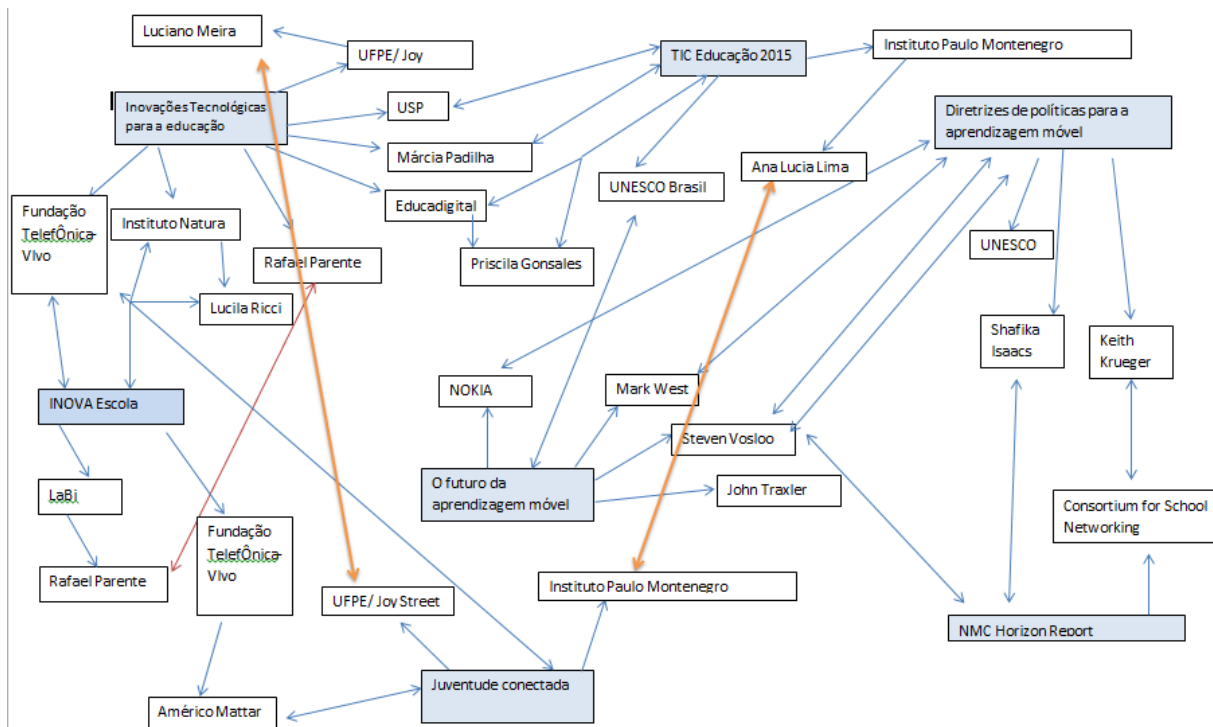 Luciano Meira
UFPE/ Joy
TIC Educação 2015
Instituto Paulo Montenegro
Inovações Tecnológicas
para a educação
USP
Diretrizes de políticas para a
aprendizagem móvel
Márcia Padilha
Ana Lucia Lima
UNESCO Brasil
Educadigital
Fundação
TelefÔnica-
VIvo
Instituto Natura
UNESCO
Rafael Parente
Priscila Gonsales
Lucila Ricci
Shafika
Isaacs
Keith
Krueger
INOVA Escola
NOKIA
Mark West
Steven Vosloo
O futuro da
aprendizagem móvel
John Traxler
LaBi
Consortium for School
Networking
Fundação
TelefÔnica-
VIvo
Rafael Parente
Instituto Paulo Montenegro
UFPE/ Joy Street
NMC Horizon Report
Juventude conectada
Américo Mattar